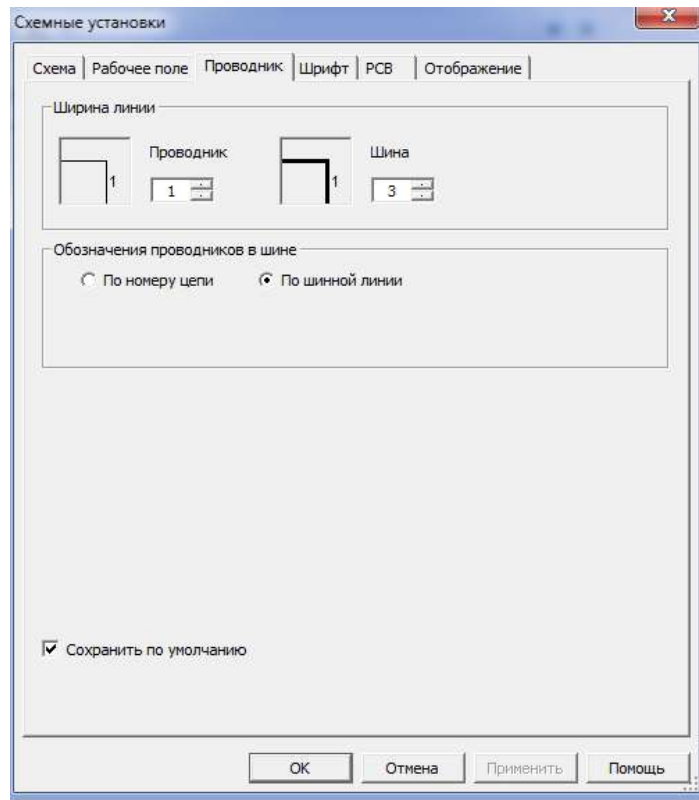 Схемные установки
Схема Рабочее поле Проводник Шрифт PCB Отображение
Ширина линии
Проводник Шина
1 1 1 3
Обозначения проводников в шине
По номеру цепи По шинной линии
Сохранить по умолчанию
OK Отмена Применить Помощь